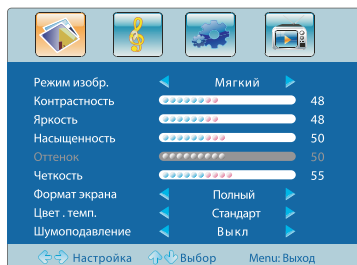 Режим изобр. Мягкий
Контрастность 48
Яркость 48
Насыщенность 50
Оттенок 50
Четкость 55
Формат экрана Полный
Цвет . темп. Стандарт
Шумоподавление Выкл
Настройка Выбор Menu: Выход